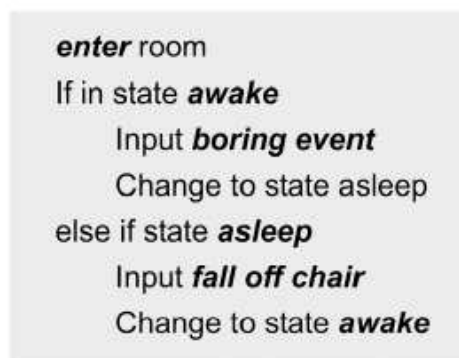 enter room
If in state awake
Input boring event
Change to state asleep
else if state asleep
Input fall off chair
Change to state awake